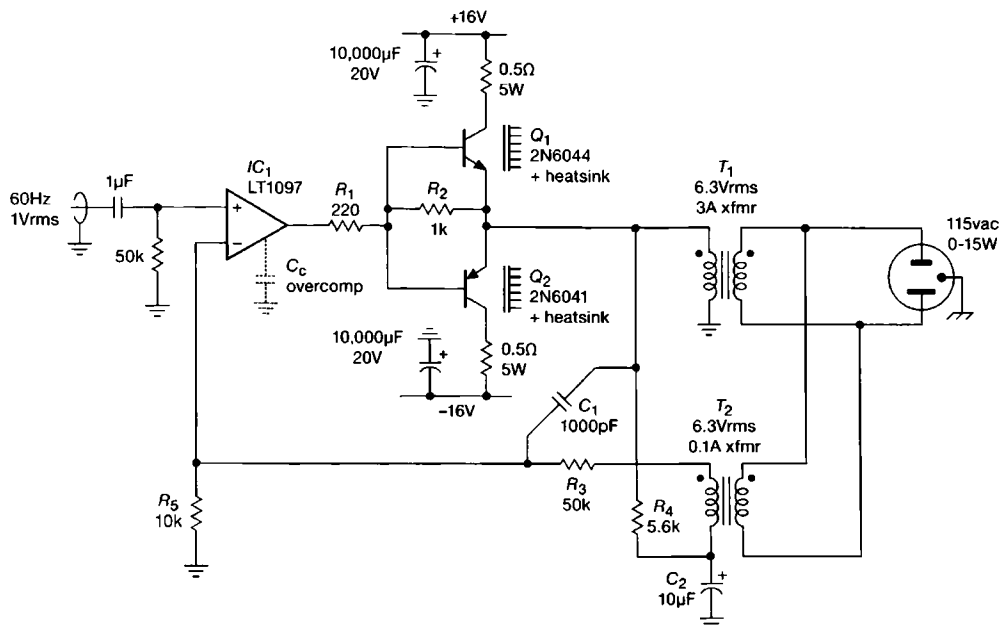 +16V
10,000µF
20V
0.5Ω
5W
Q1
2N6044
+ heatsink
IC1
LT1097
1µF
60Hz
1Vrms
R1
220
R2
1k
T1
6.3Vrms
3A xfmr
115vac
0-15W
+
−
50k
Cc
overcomp
Q2
2N6041
+ heatsink
10,000µF
20V
0.5Ω
5W
−16V
C1
1000pF
T2
6.3Vrms
0.1A xfmr
R3
50k
R4
5.6k
R5
10k
C2
10µF
+
+
+